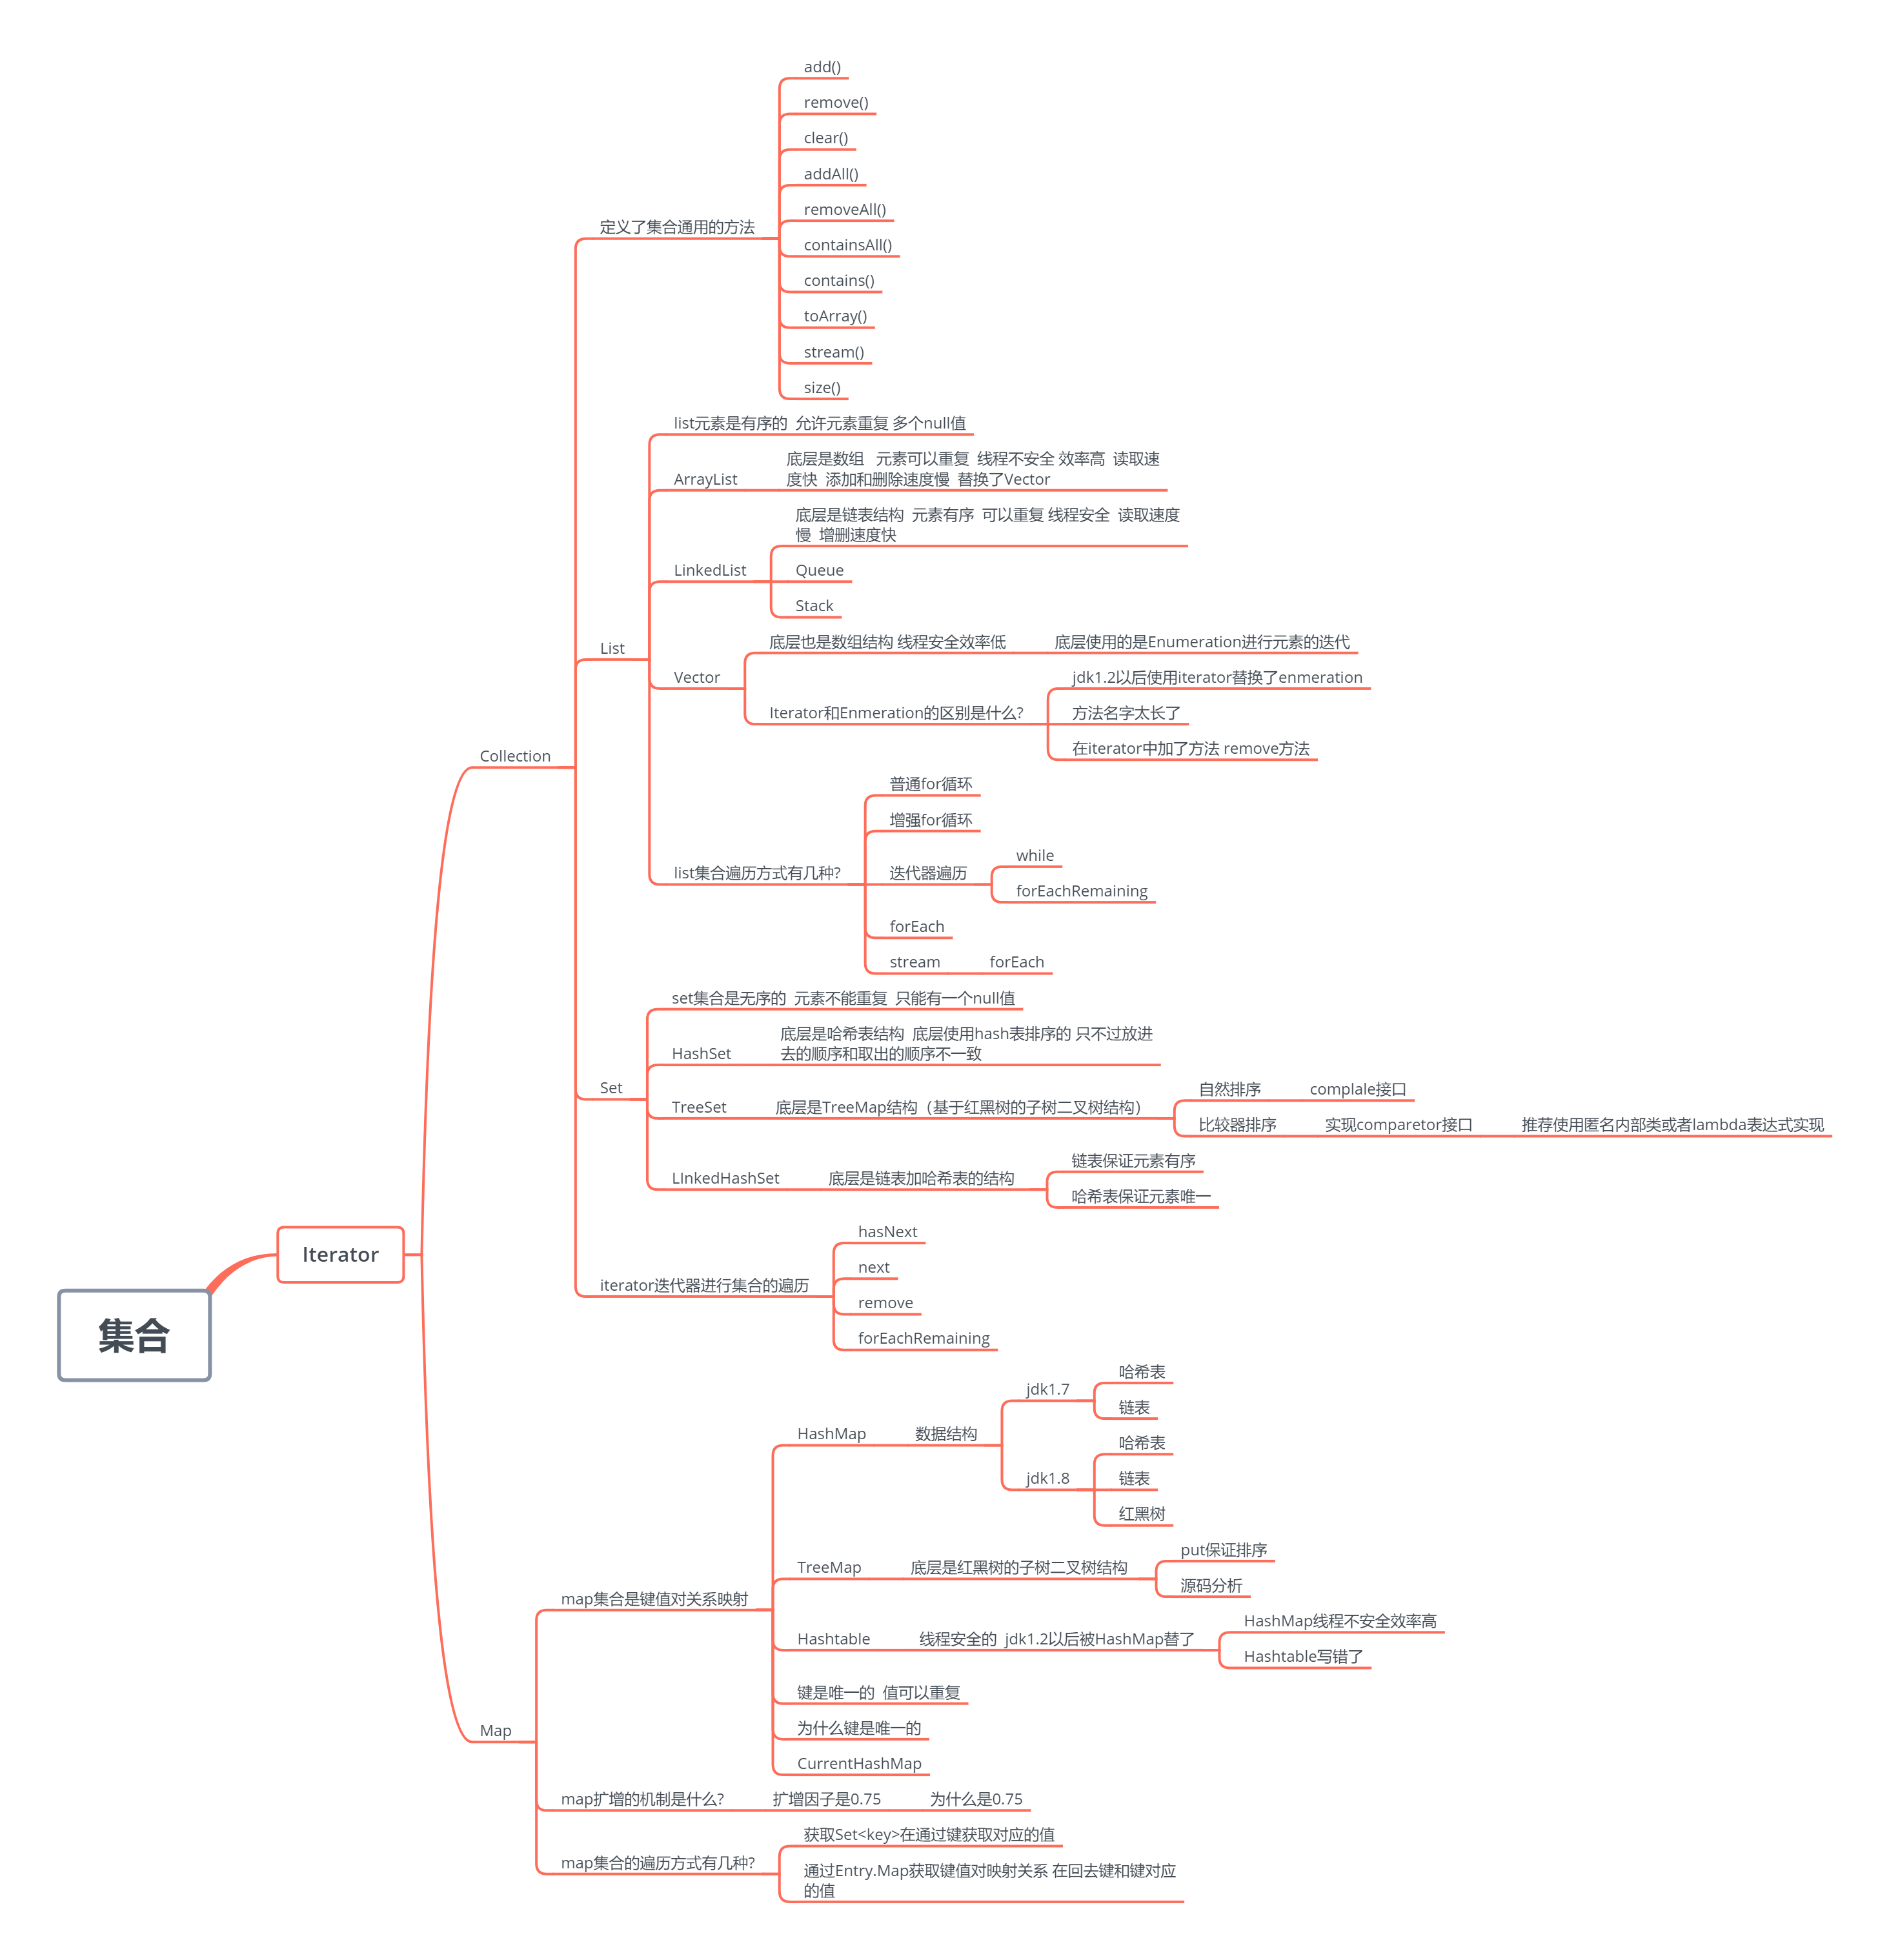 集合
Iterator
Collection
定义了集合通用的方法
add()
remove()
clear()
addAll()
removeAll()
containsAll()
contains()
toArray()
stream()
size()
List
list元素是有序的 允许元素重复 多个null值
ArrayList
底层是数组 元素可以重复 线程不安全 效率高 读取速
度快 添加和删除速度慢 替换了Vector
LinkedList
底层是链表结构 元素有序 可以重复 线程安全 读取速度
慢 增删速度快
Queue
Stack
Vector
底层也是数组结构 线程安全效率低
底层使用的是Enumeration进行元素的迭代
Iterator和Enmeration的区别是什么?
jdk1.2以后使用iterator替换了enmeration
方法名字太长了
在iterator中加了方法 remove方法
list集合遍历方式有几种?
普通for循环
增强for循环
迭代器遍历
while
forEachRemaining
forEach
stream
forEach
Set
set集合是无序的 元素不能重复 只能有一个null值
HashSet
底层是哈希表结构 底层使用hash表排序的 只不过放进
去的顺序和取出的顺序不一致
TreeSet
底层是TreeMap结构（基于红黑树的子树二叉树结构）
自然排序
complale接口
比较器排序
实现comparetor接口
推荐使用匿名内部类或者lambda表达式实现
LInkedHashSet
底层是链表加哈希表的结构
链表保证元素有序
哈希表保证元素唯一
iterator迭代器进行集合的遍历
hasNext
next
remove
forEachRemaining
Map
map集合是键值对关系映射
HashMap
数据结构
jdk1.7
哈希表
链表
jdk1.8
哈希表
链表
红黑树
TreeMap
底层是红黑树的子树二叉树结构
put保证排序
源码分析
Hashtable
线程安全的 jdk1.2以后被HashMap替了
HashMap线程不安全效率高
Hashtable写错了
键是唯一的 值可以重复
为什么键是唯一的
CurrentHashMap
map扩增的机制是什么?
扩增因子是0.75
为什么是0.75
map集合的遍历方式有几种?
获取Set<key>在通过键获取对应的值
通过Entry.Map获取键值对映射关系 在回去键和键对应
的值